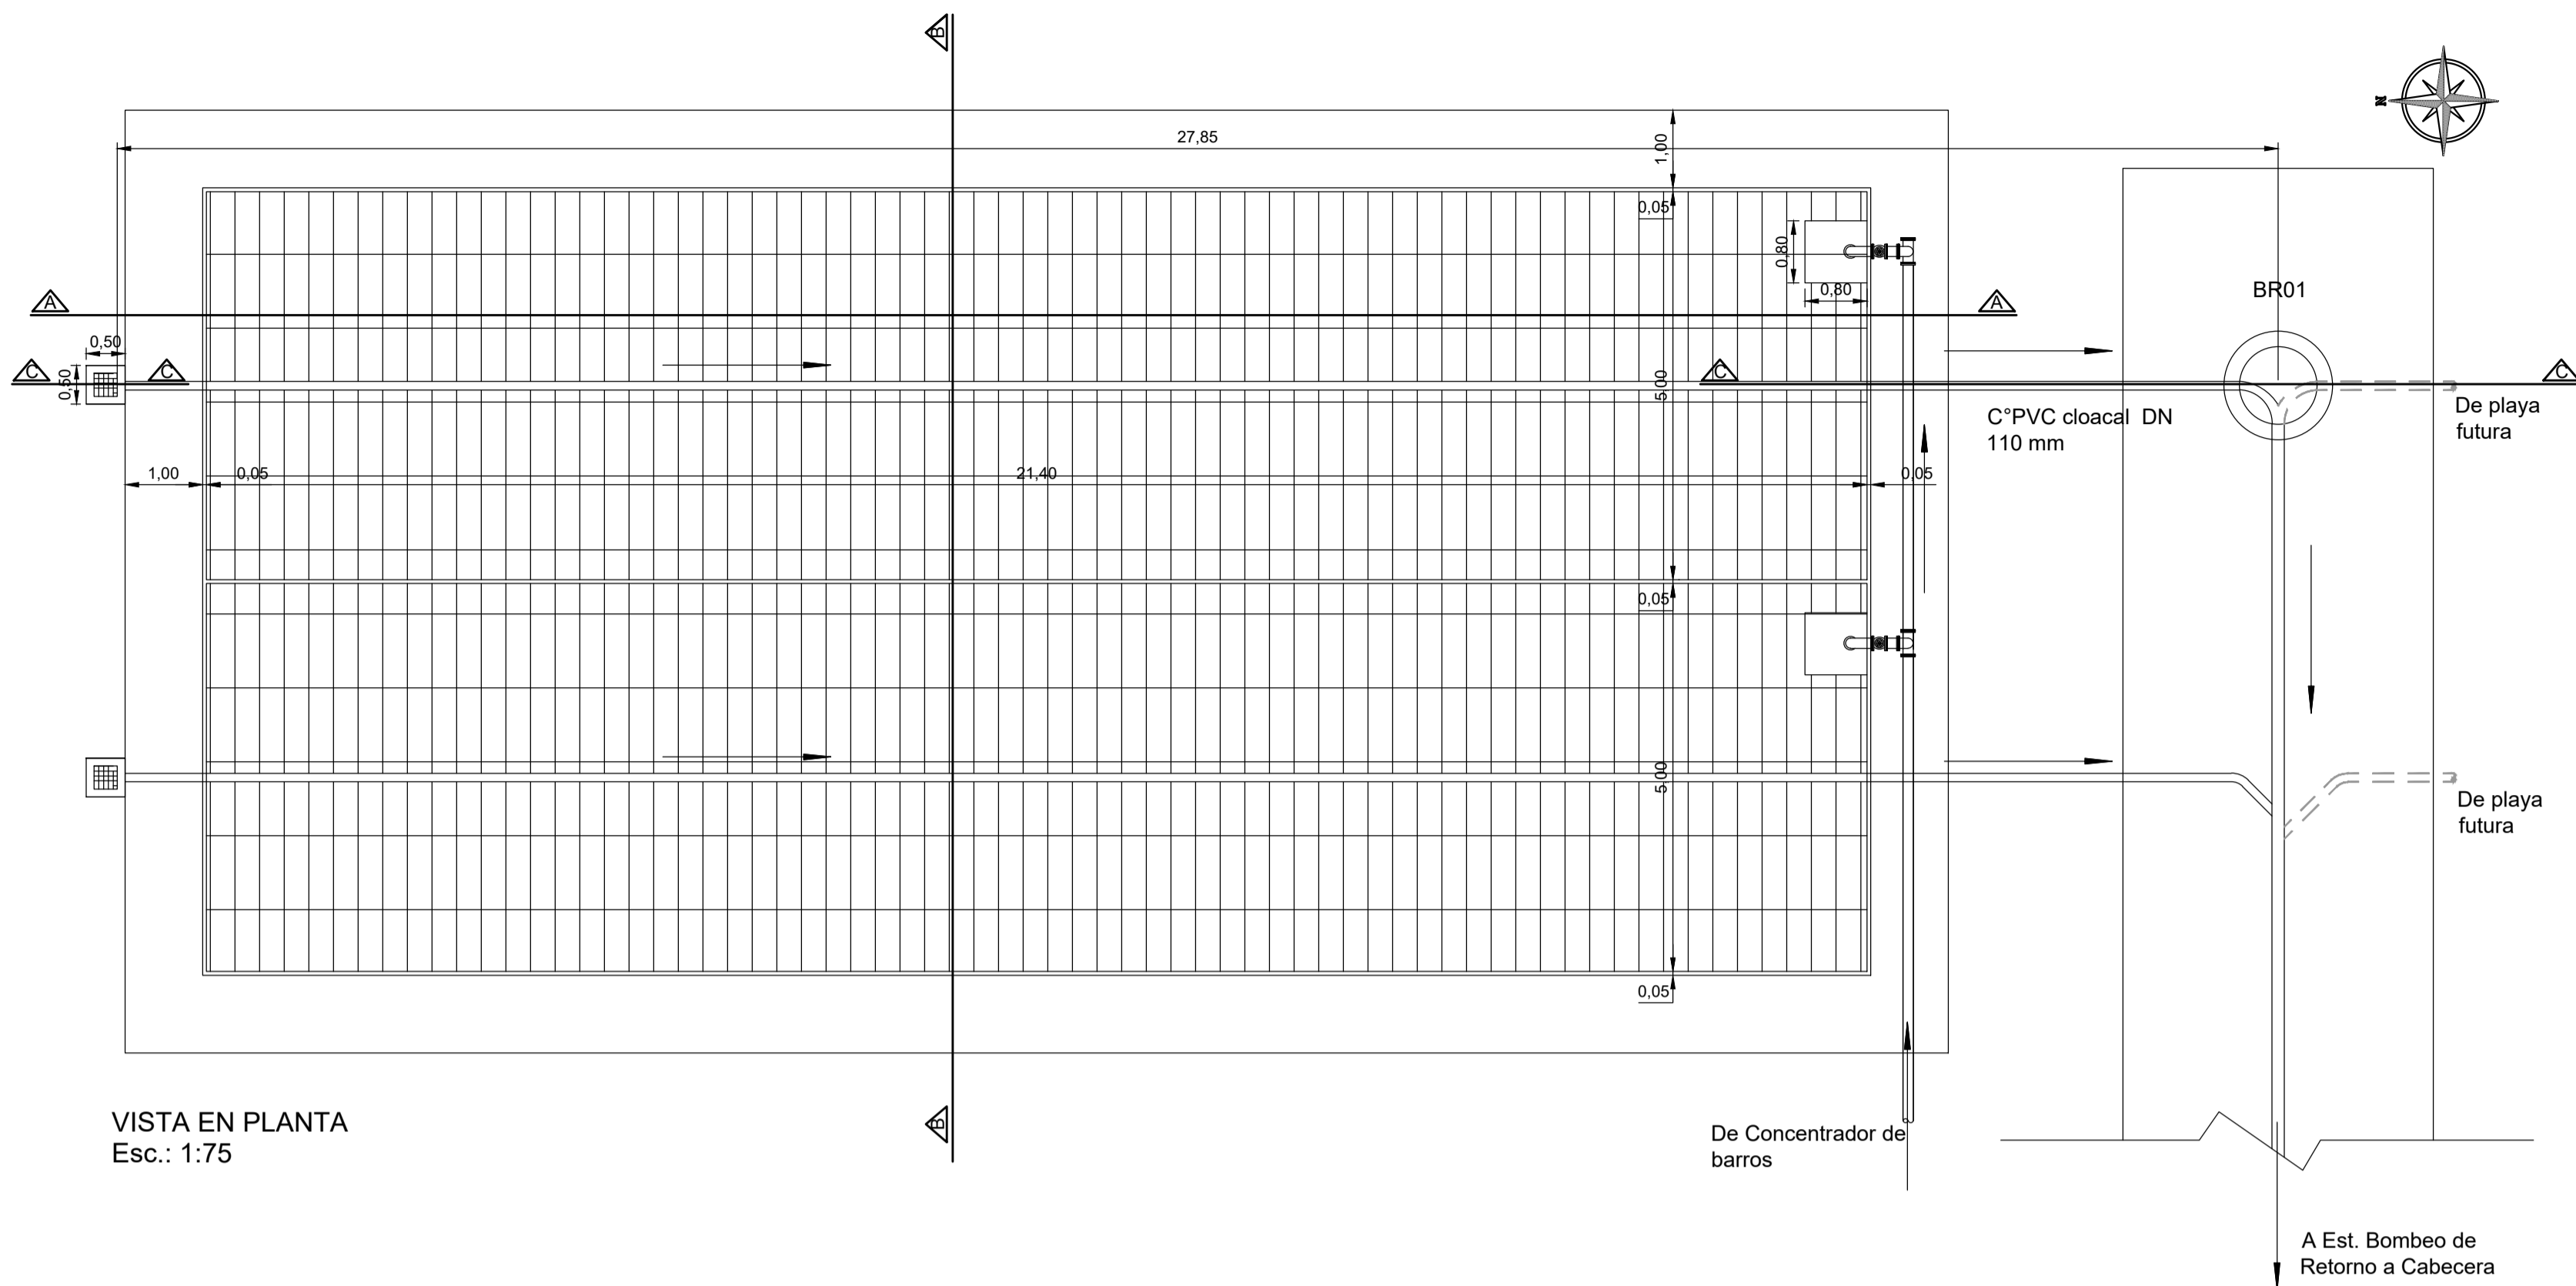 B
N
27,85
1,00
0,05
0,80
0,80
BR01
A
A
0,50
0,50
C
C
C
C
5,00
C°PVC cloacal DN
110 mm
De playa
futura
1,00
0,05
21,40
0,05
0,05
5,00
De playa
futura
0,05
B
VISTA EN PLANTA
Esc.: 1:75
De Concentrador de
barros
A Est. Bombeo de
Retorno a Cabecera